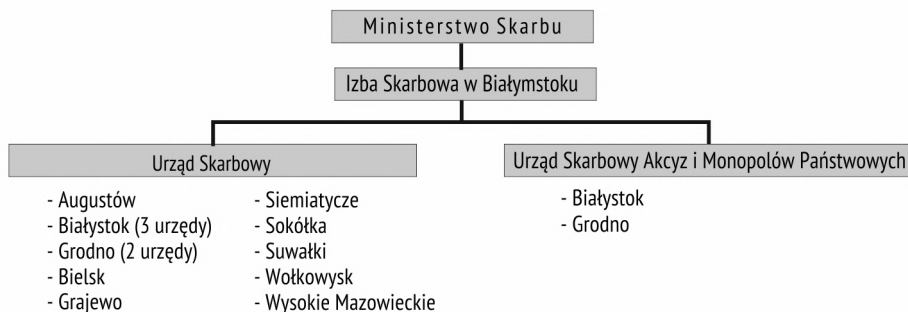 Ministerstwo Skarbu
Izba Skarbowa w Białymstoku
Urząd Skarbowy
- Augustów
- Białystok (3 urzędy)
- Grodno (2 urzędy)
- Bielsk
- Grajewo
- Siemiatycze
- Sokółka
- Suwałki
- Wołkowysk
- Wysokie Mazowieckie
Urząd Skarbowy Akcyz i Monopolów Państwowych
- Białystok
- Grodno